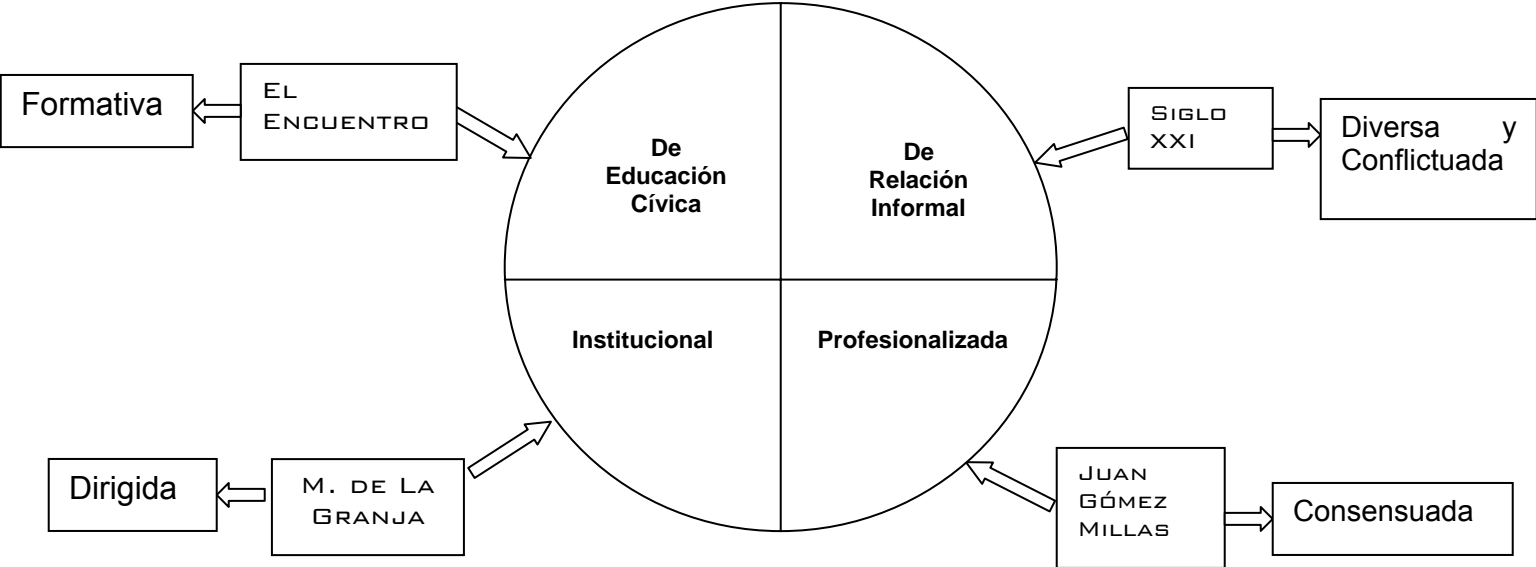 Formativa
EL
ENCUENTRO
De
Educación
Cívica
De
Relación
Informal
SIGLO
XXI
Diversa y
Conflictuada
Institucional
Profesionalizada
Dirigida
M. DE LA
GRANJA
JUAN
GÓMEZ
MILLAS
Consensuada